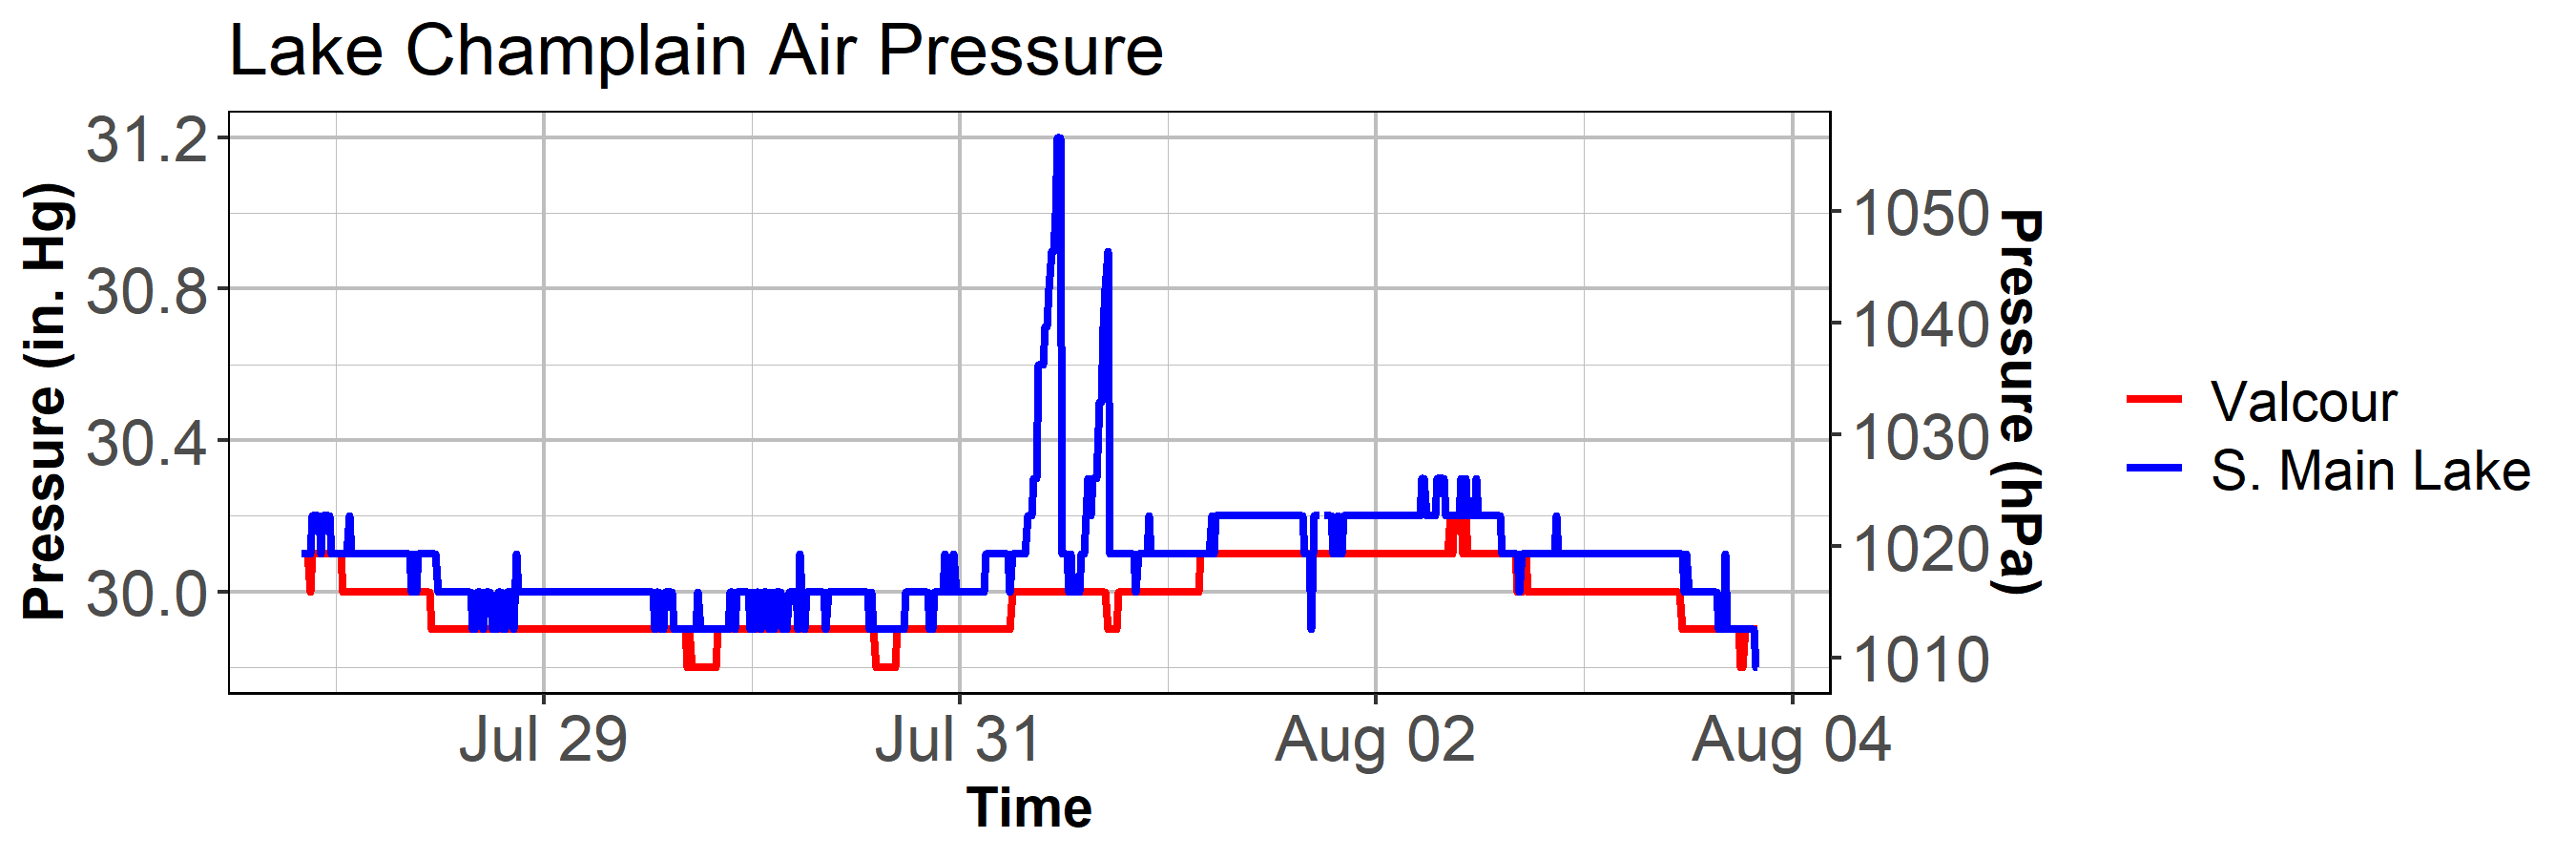 Lake Champlain Air Pressure
Pressure (in. Hg)
31.2
30.8
30.4
30.0
1050
1040
1030
1020
1010
Pressure (hPa)
Jul 29
Jul 31
Aug 02
Aug 04
Time
Valcour
S. Main Lake